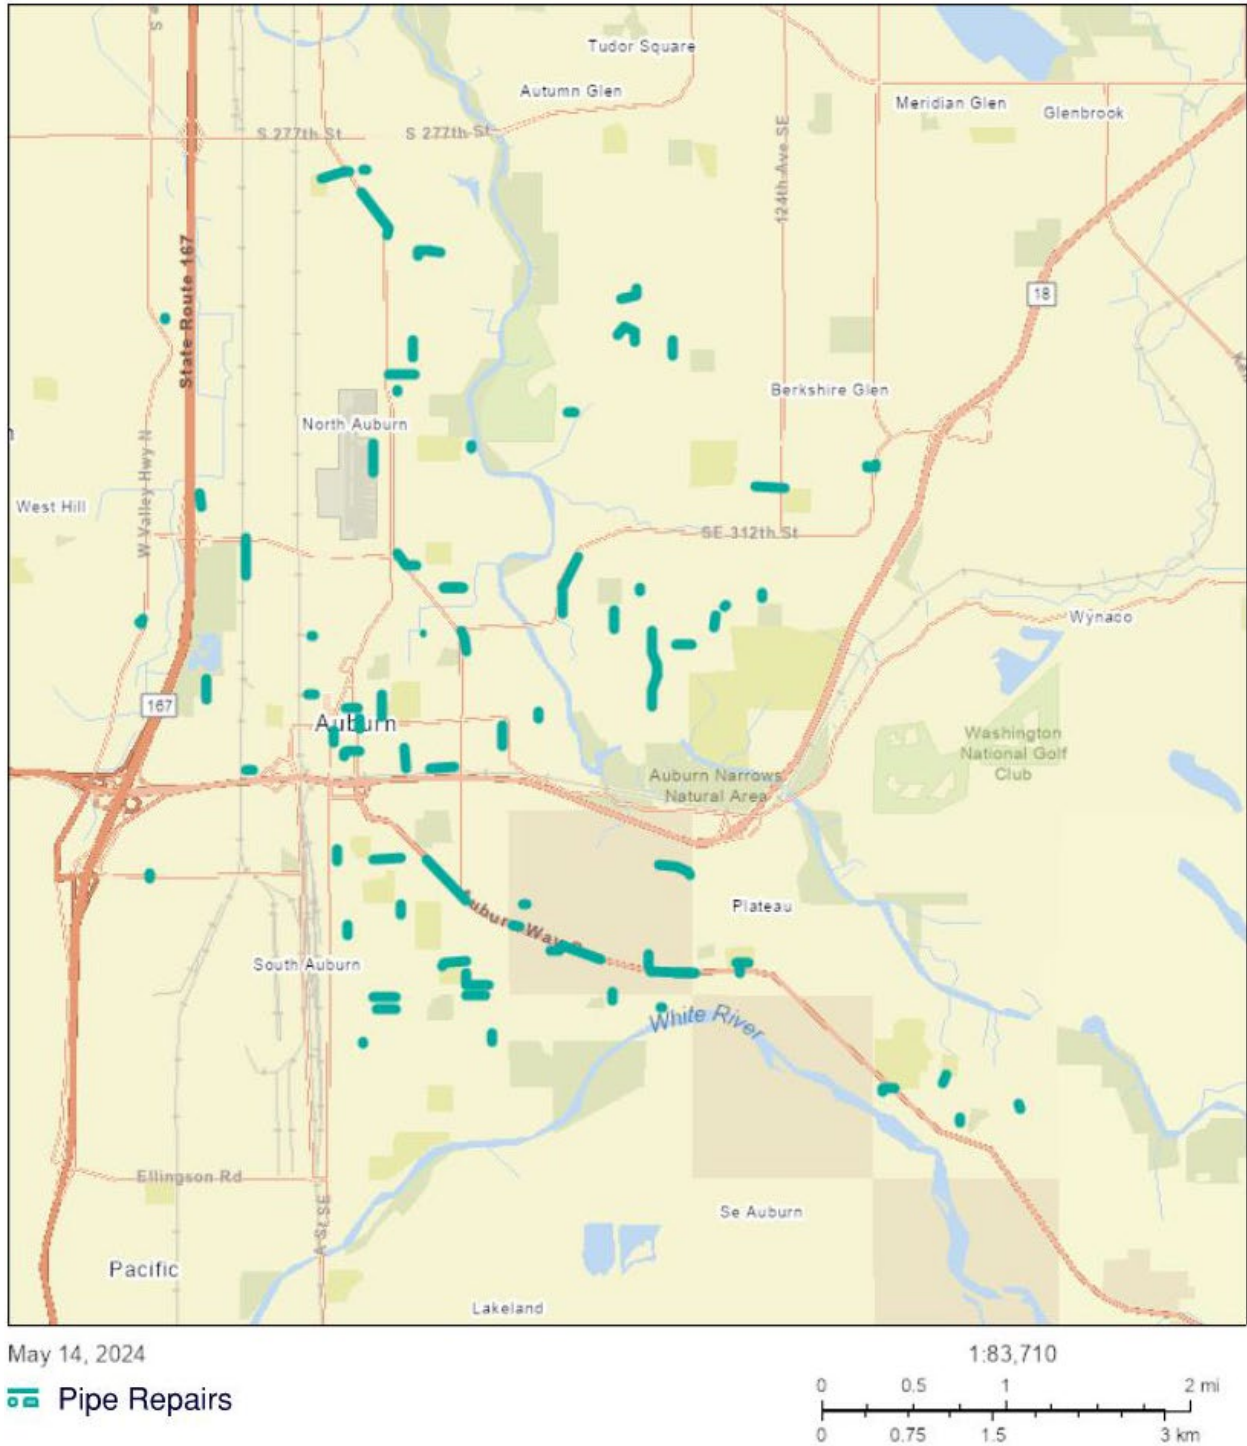 Tudor Square
Autumn Glen
Meridian Glen
Glenbrook
S 277th St
S 277th St
124th Ave SE
State Route 167
18
Berkshire Glen
North Auburn
W Valley Hwy N
West Hill
SE 312th St
Wynaco
167
Auburn
Washington
National Golf
Club
Auburn Narrows
Natural Area
Plateau
Auburn Way
South Auburn
White River
Ellingson Rd
A St SE
Se Auburn
Pacific
Lakeland
May 14, 2024
1:83,710
Pipe Repairs
0 0.5 1 2 mi
0 0.75 1.5 3 km